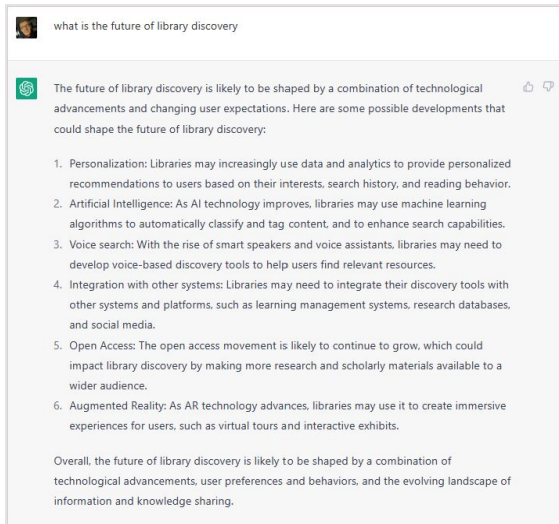 what is the future of library discovery
The future of library discovery is likely to be shaped by a combination of technological
advancements and changing user expectations. Here are some possible developments that
could shape the future of library discovery:
1. Personalization: Libraries may increasingly use data and analytics to provide personalized
recommendations to users based on their interests, search history, and reading behavior.
2. Artificial Intelligence: As AI technology improves, libraries may use machine learning
algorithms to automatically classify and tag content, and to enhance search capabilities.
3. Voice search: With the rise of smart speakers and voice assistants, libraries may need to
develop voice-based discovery tools to help users find relevant resources.
4. Integration with other systems: Libraries may need to integrate their discovery tools with
other systems and platforms, such as learning management systems, research databases,
and social media.
5. Open Access: The open access movement is likely to continue to grow, which could
impact library discovery by making more research and scholarly materials available to a
wider audience.
6. Augmented Reality: As AR technology advances, libraries may use it to create immersive
experiences for users, such as virtual tours and interactive exhibits.
Overall, the future of library discovery is likely to be shaped by a combination of
technological advancements, user preferences and behaviors, and the evolving landscape of
information and knowledge sharing.